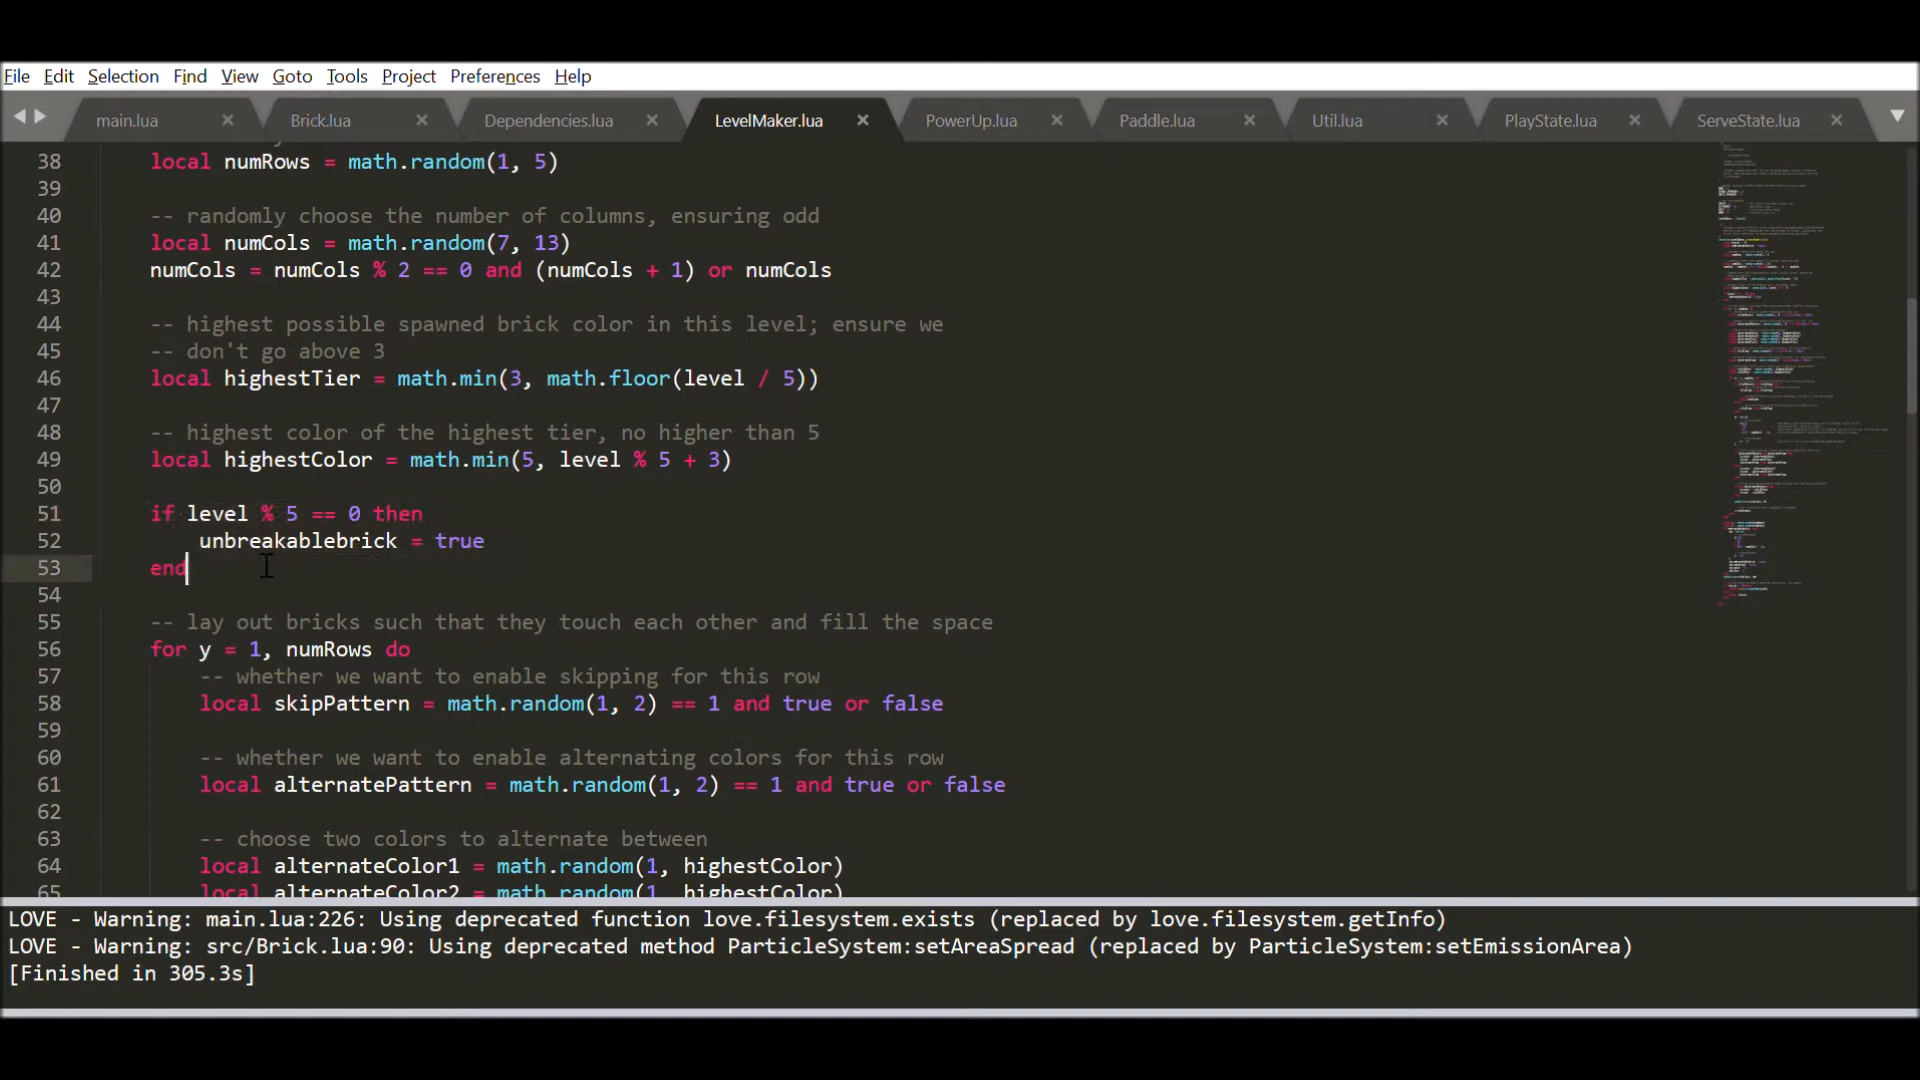 File Edit Selection Find View Goto Tools Project Preferences Help
main.lua Brick.lua Dependencies.lua LevelMaker.lua PowerUp.lua Paddle.lua Util.lua PlayState.lua ServeState.lua
38 local numRows = math.random(1, 5)
39
40 -- randomly choose the number of columns, ensuring odd
41 local numCols = math.random(7, 13)
42 numCols = numCols % 2 == 0 and (numCols + 1) or numCols
43
44 -- highest possible spawned brick color in this level; ensure we
45 -- don't go above 3
46 local highestTier = math.min(3, math.floor(level / 5))
47
48 -- highest color of the highest tier, no higher than 5
49 local highestColor = math.min(5, level % 5 + 3)
50
51 if level % 5 == 0 then
52 unbreakablebrick = true
53 end
54
55 -- lay out bricks such that they touch each other and fill the space
56 for y = 1, numRows do
57 -- whether we want to enable skipping for this row
58 local skipPattern = math.random(1, 2) == 1 and true or false
59
60 -- whether we want to enable alternating colors for this row
61 local alternatePattern = math.random(1, 2) == 1 and true or false
62
63 -- choose two colors to alternate between
64 local alternateColor1 = math.random(1, highestColor)
65 local alternateColor2 = math.random(1, highestColor)
LOVE - Warning: main.lua:226: Using deprecated function love.filesystem.exists (replaced by love.filesystem.getInfo)
LOVE - Warning: src/Brick.lua:90: Using deprecated method ParticleSystem:setAreaSpread (replaced by ParticleSystem:setEmissionArea)
[Finished in 305.3s]